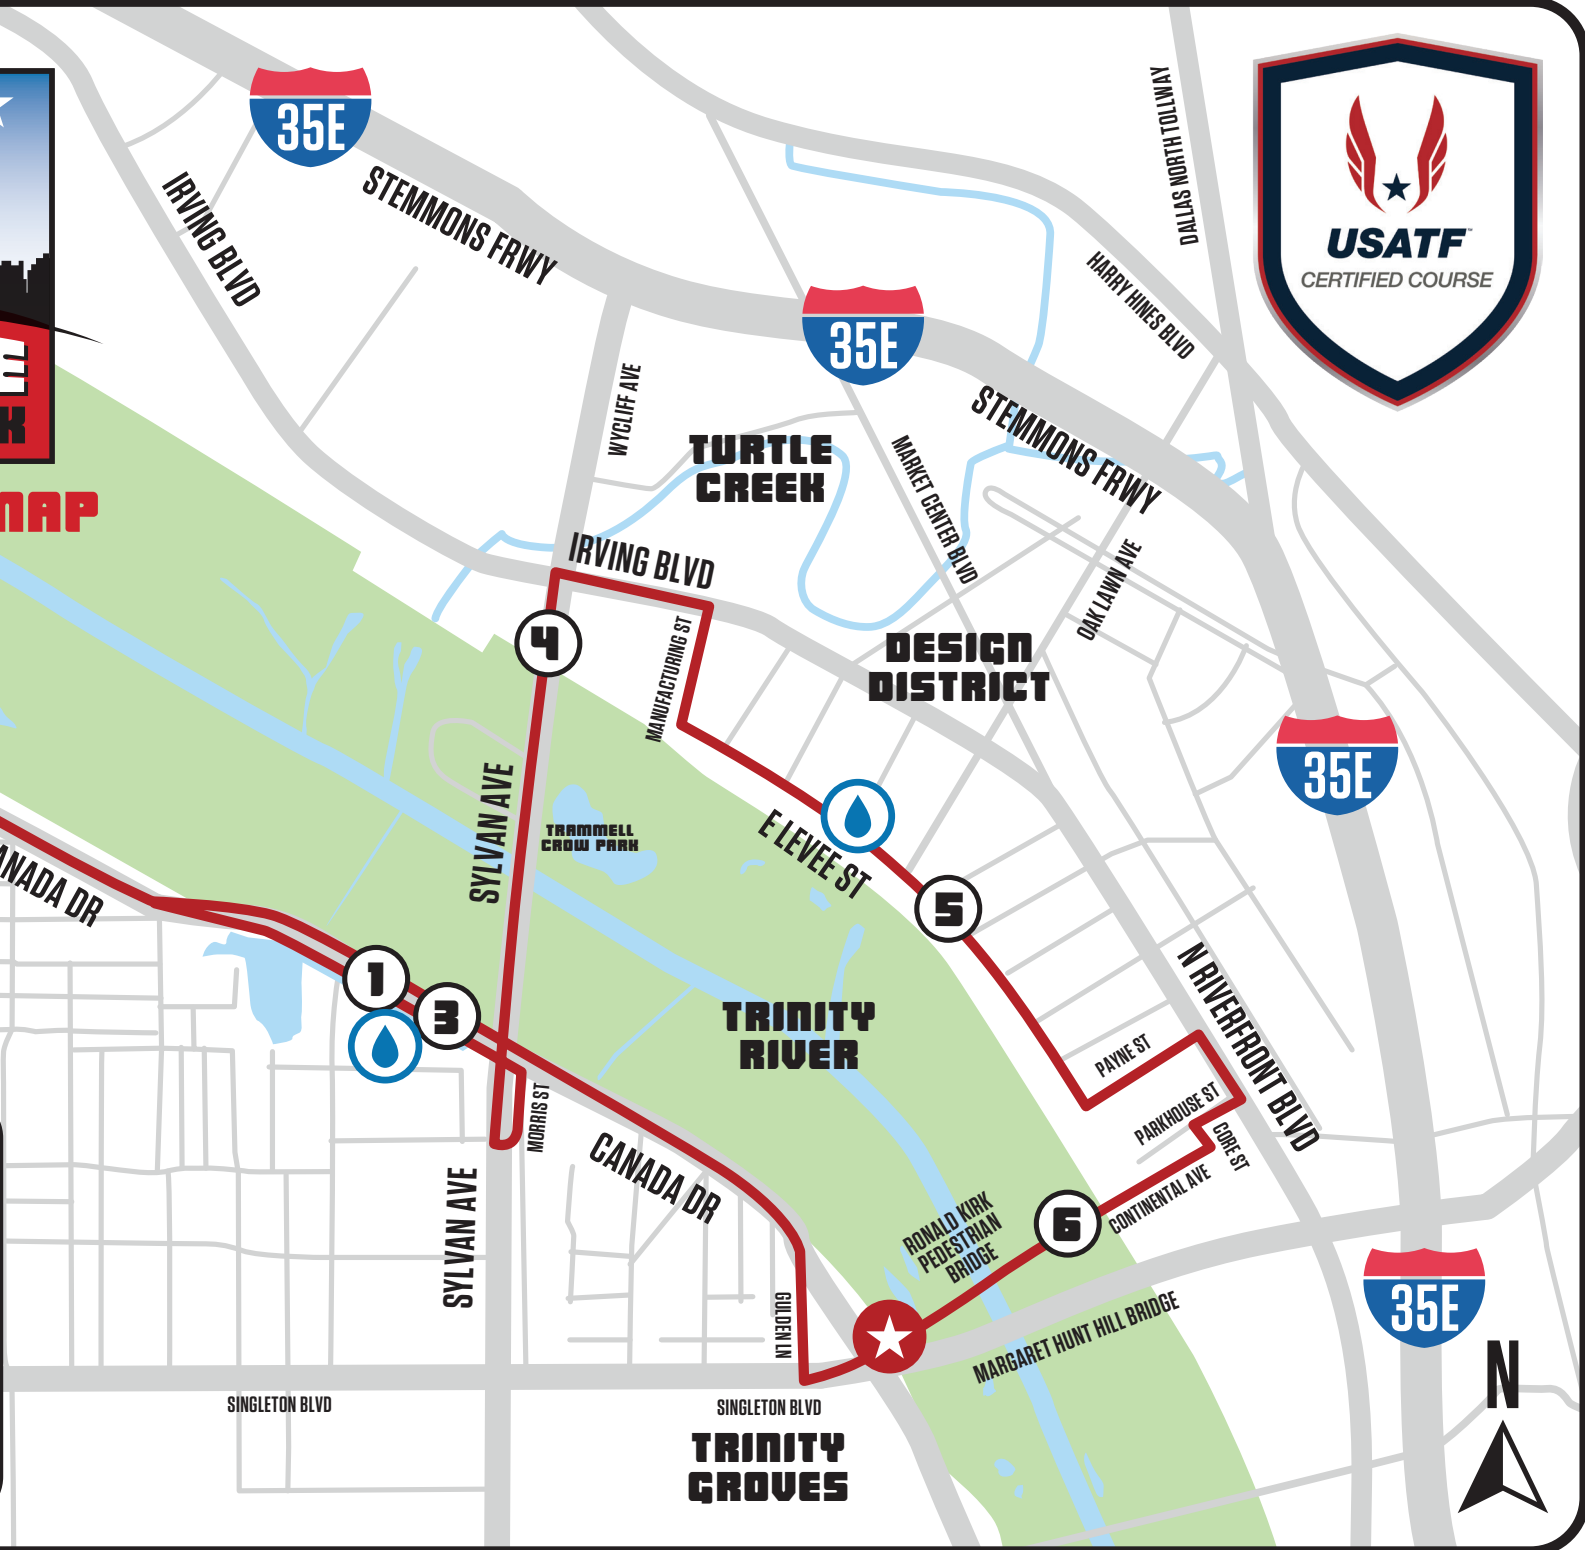 35E
IRVING BLVD
STEMMONS FRWY
DALLAS NORTH TOLLWAY
USATF
CERTIFIED COURSE
HARRY HINES BLVD
35E
WYCLIFF AVE
STEMMONS FRWY
TURTLE
CREEK
MARKET CENTER BLVD
K
MAP
IRVING BLVD
OAK LAWN AVE
4
MANUFACTURING ST
DESIGN
DISTRICT
35E
SYLVAN AVE
TRAMMELL
CROW PARK
E LEVEE ST
5
ANADA DR
1
3
TRINITY
RIVER
N RIVERFRONT BLVD
PAYNE ST
PARKHOUSE ST
CORE ST
MORRIS ST
CANADA DR
SYLVAN AVE
CONTINENTAL AVE
6
RONALD KIRK
PEDESTRIAN
BRIDGE
35E
GULDEN LN
MARGARET HUNT HILL BRIDGE
N
SINGLETON BLVD
SINGLETON BLVD
TRINITY
GROVES